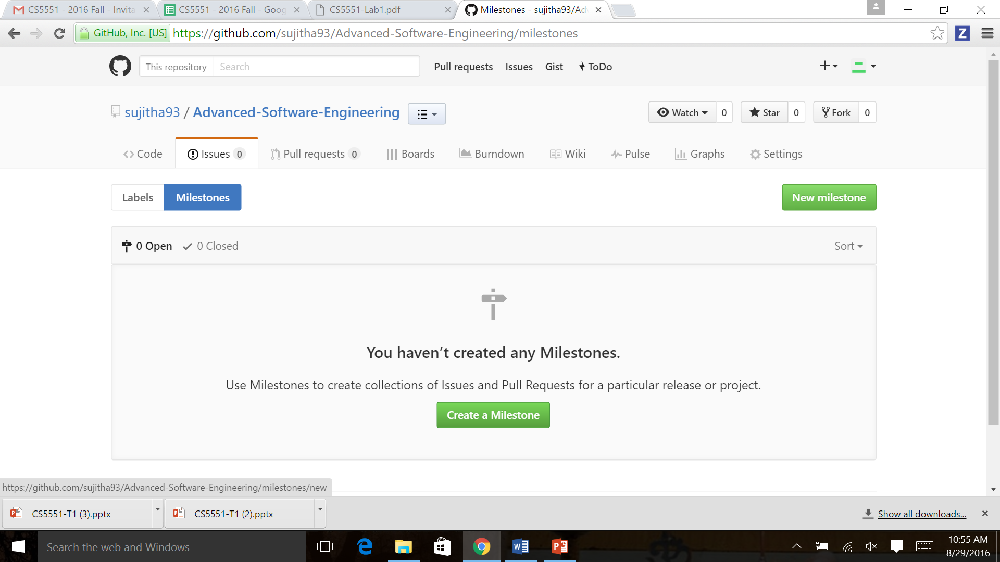 CS5551 - 2016 Fall - Invita
CS5551 - 2016 Fall - Goog
CS5551-Lab1.pdf
Milestones - sujitha93/Ad
GitHub, Inc. [US] https://github.com/sujitha93/Advanced-Software-Engineering/milestones
Z
This repository Search Pull requests Issues Gist ToDo
sujitha93 / Advanced-Software-Engineering
Watch 0 Star 0 Fork 0
Code Issues 0 Pull requests 0 Boards Burndown Wiki Pulse Graphs Settings
Labels Milestones New milestone
0 Open 0 Closed Sort
You haven’t created any Milestones.
Use Milestones to create collections of Issues and Pull Requests for a particular release or project.
Create a Milestone
https://github.com/sujitha93/Advanced-Software-Engineering/milestones/new
CS5551-T1 (3).pptx CS5551-T1 (2).pptx Show all downloads...
Search the web and Windows
10:55 AM
8/29/2016